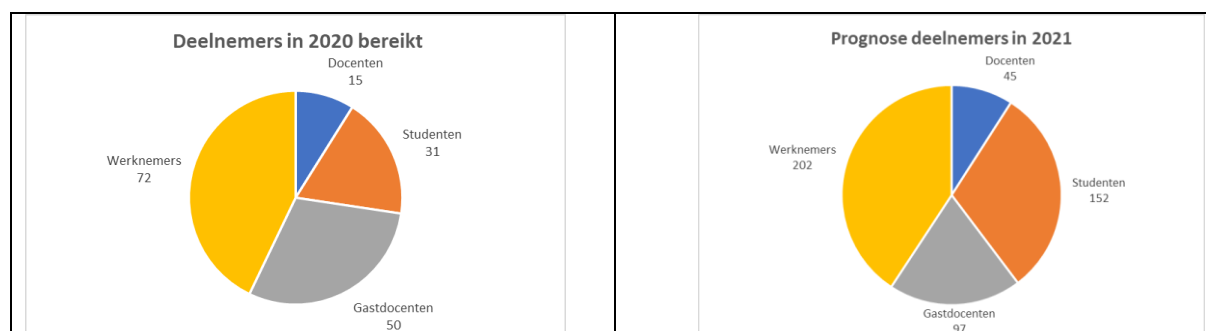 Deelnemers in 2020 bereikt
Docenten
15
Studenten
31
Werknemers
72
Gastdocenten
50
Prognose deelnemers in 2021
Docenten
45
Werknemers
202
Studenten
152
Gastdocenten
97